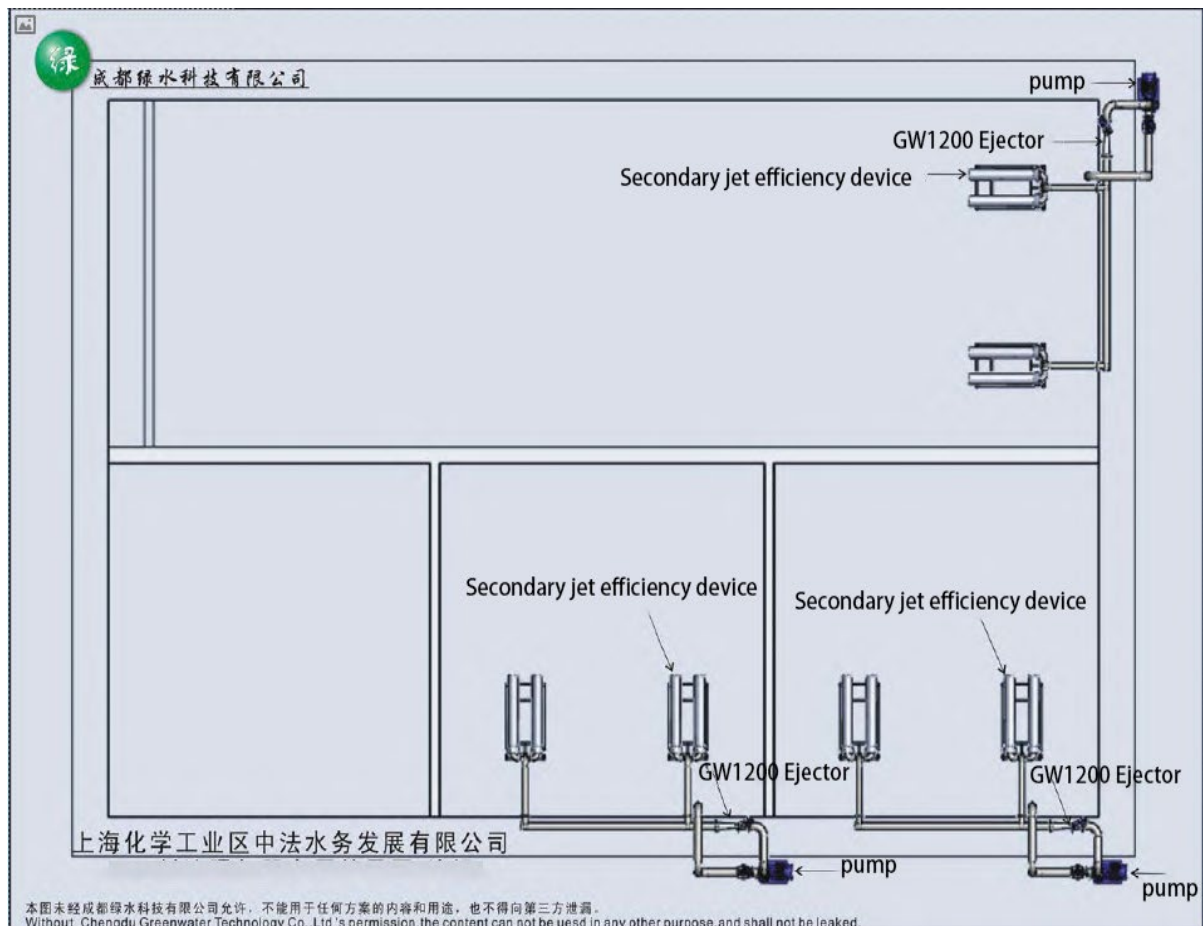 绿
成都绿水科技有限公司
pump
GW1200 Ejector
Secondary jet efficiency device
Secondary jet efficiency device
Secondary jet efficiency device
GW1200 Ejector
GW1200 Ejector
上海化学工业区中法水务发展有限公司
pump
pump
本图未经成都绿水科技有限公司允许，不能用于任何方案的内容和用途，也不得向第三方泄漏。
Without Chengdu Greenwater Technology Co.,Ltd.'s permission,the content can not be uesd in any other purpose and shall not be leaked.